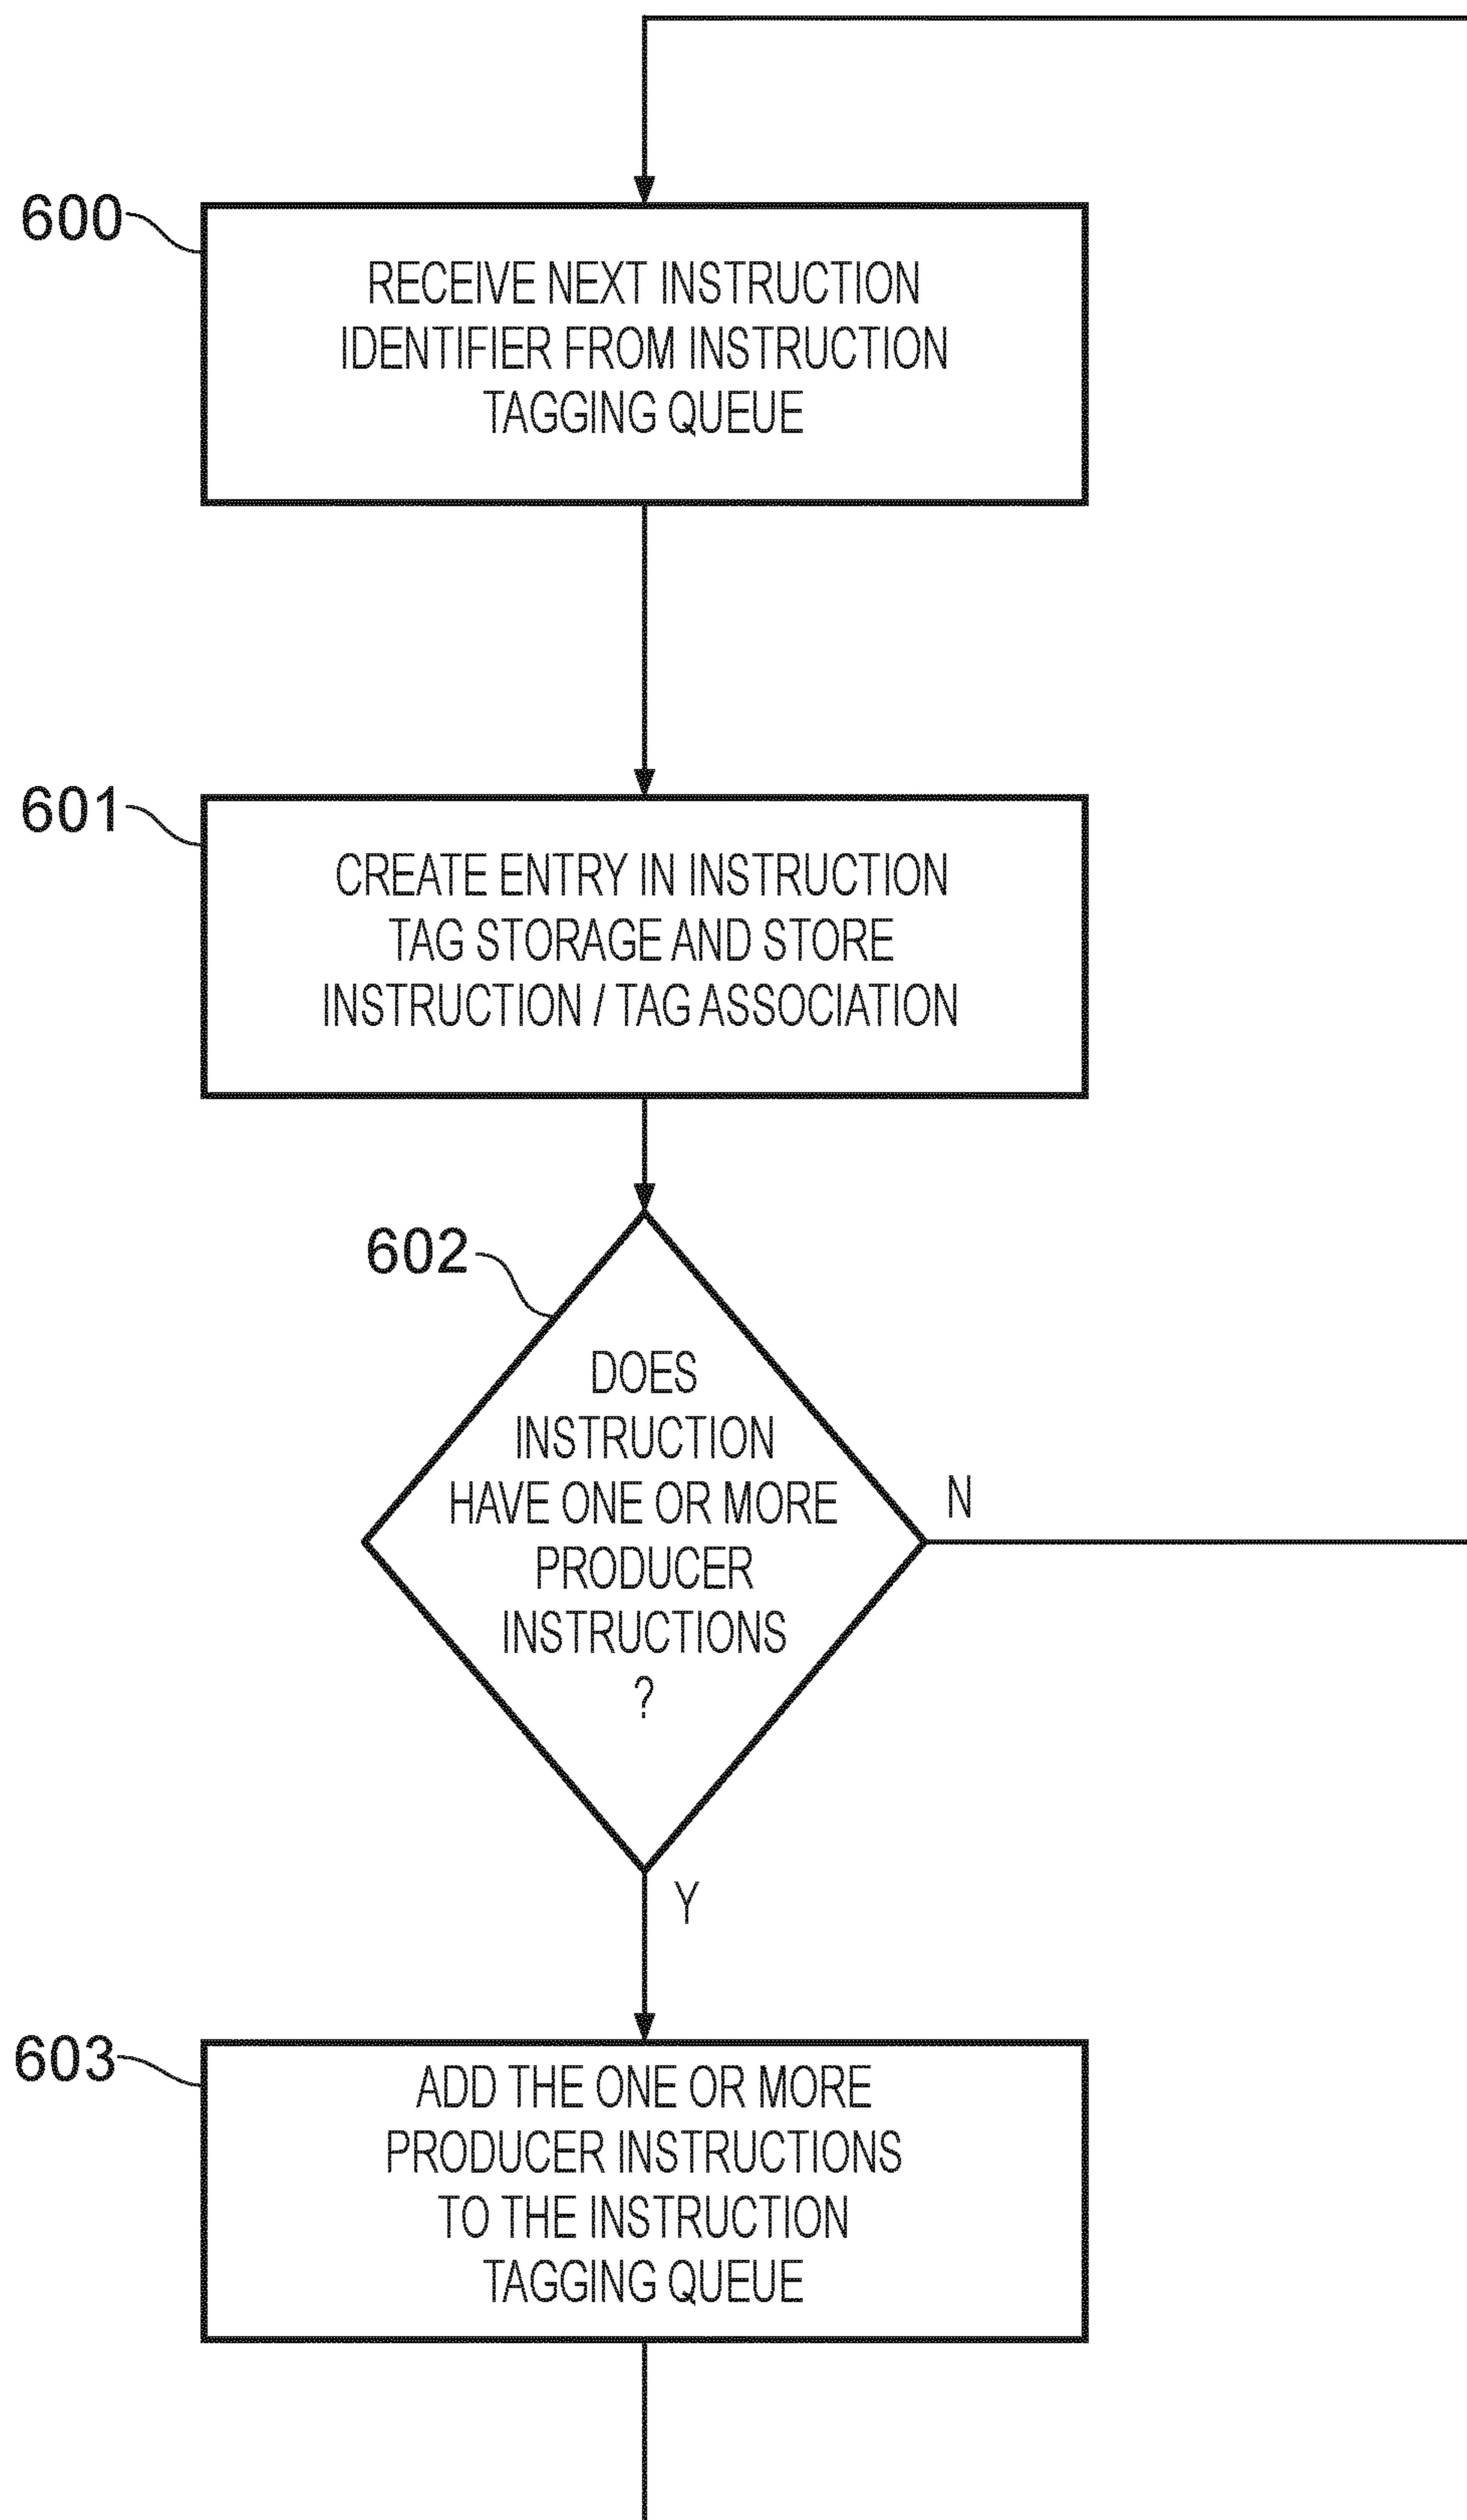 600
RECEIVE NEXT INSTRUCTION
IDENTIFIER FROM INSTRUCTION
TAGGING QUEUE
601
CREATE ENTRY IN INSTRUCTION
TAG STORAGE AND STORE
INSTRUCTION / TAG ASSOCIATION
602
DOES
INSTRUCTION
HAVE ONE OR MORE
PRODUCER
INSTRUCTIONS
?
N
Y
603
ADD THE ONE OR MORE
PRODUCER INSTRUCTIONS
TO THE INSTRUCTION
TAGGING QUEUE